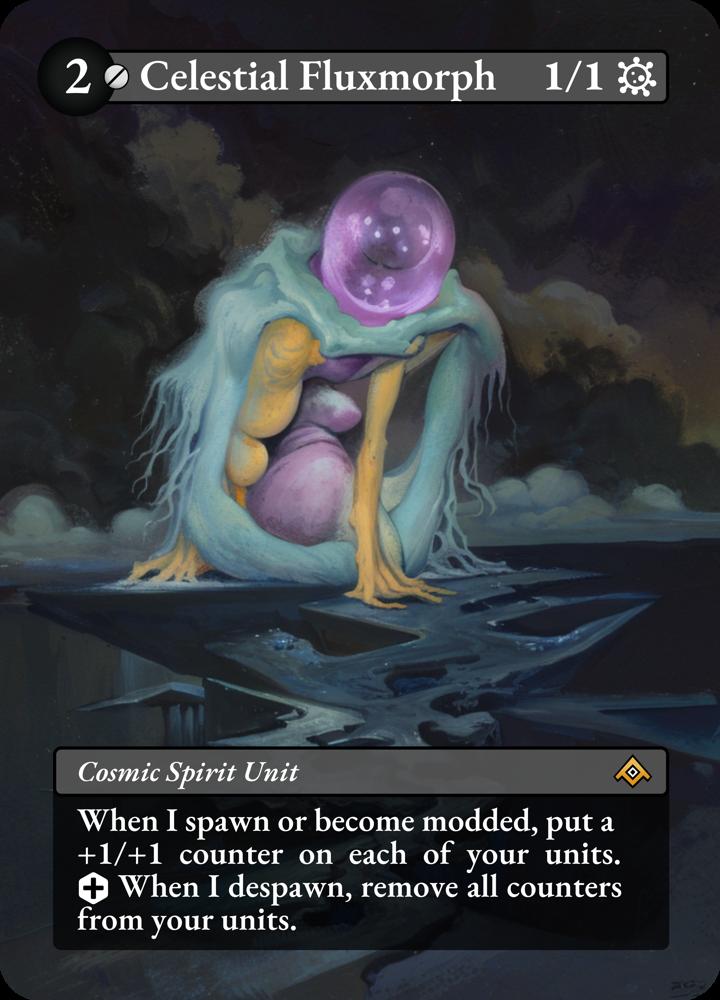 2 Celestial Fluxmorph 1/1
Cosmic Spirit Unit
When I spawn or become modded, put a
+1/+1 counter on each of your units.
When I despawn, remove all counters
from your units.